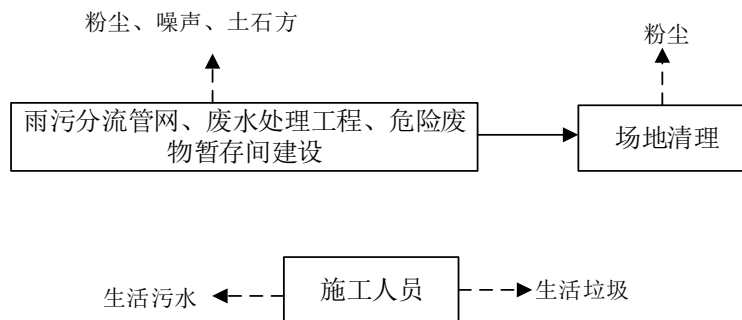 粉尘、噪声、土石方
粉尘
雨污分流管网、废水处理工程、危险废
物暂存间建设
场地清理
生活污水
施工人员
生活垃圾